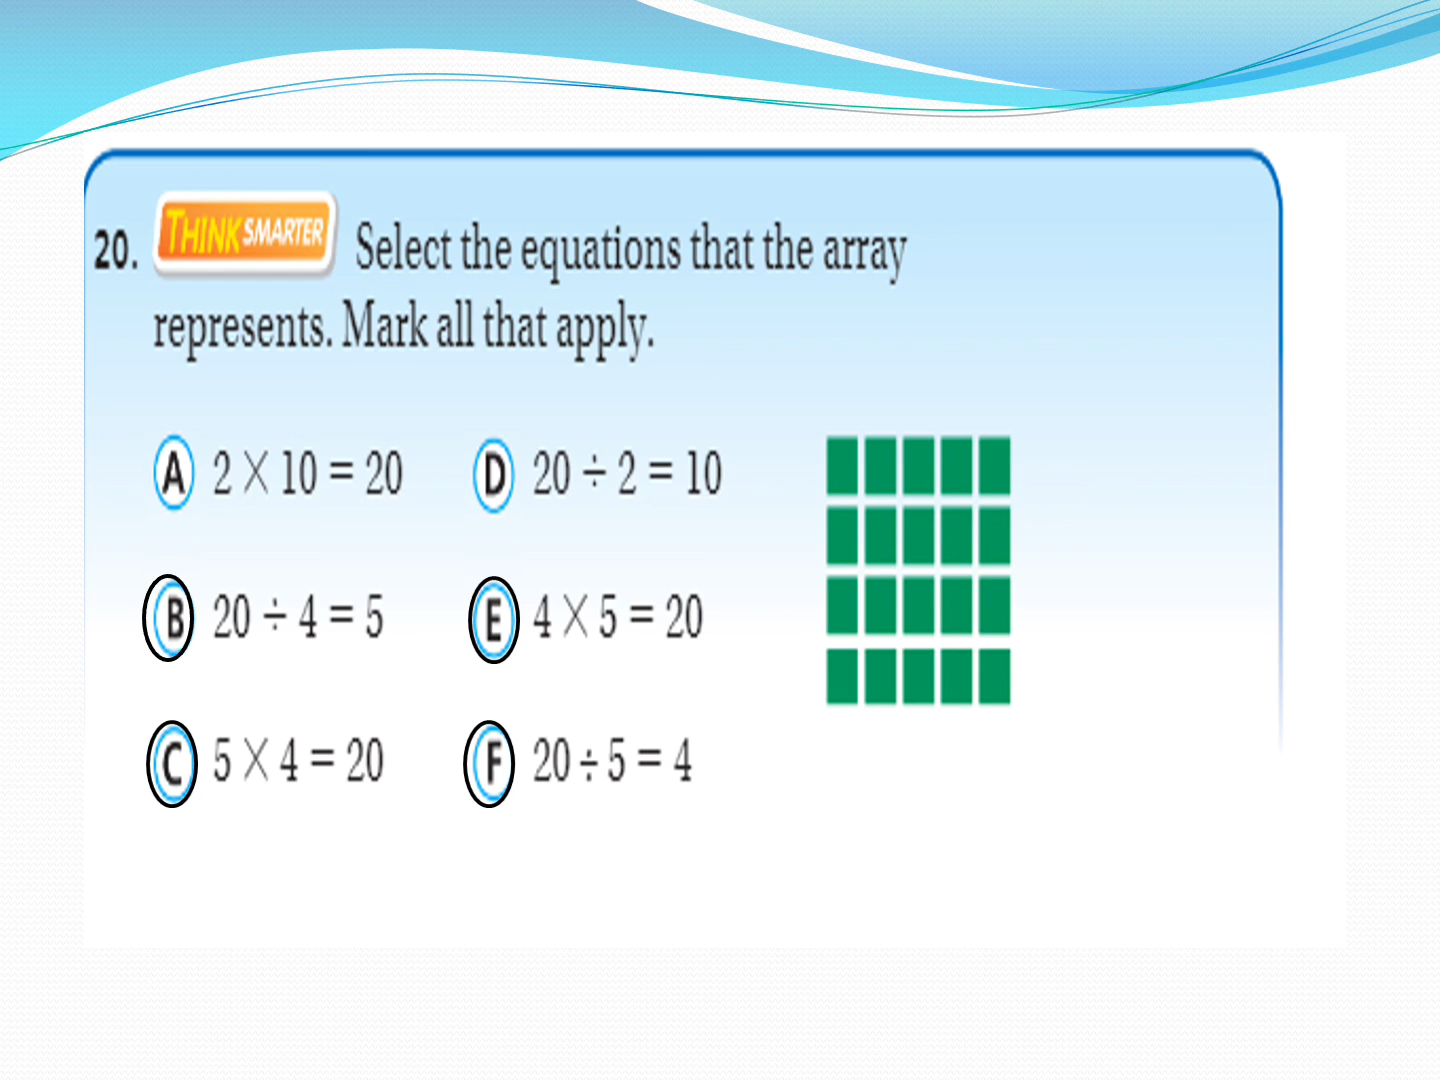 20. THINK SMARTER Select the equations that the array
represents. Mark all that apply.
A 2 × 10 = 20
D 20 ÷ 2 = 10
B 20 ÷ 4 = 5
E 4 × 5 = 20
C 5 × 4 = 20
F 20 ÷ 5 = 4